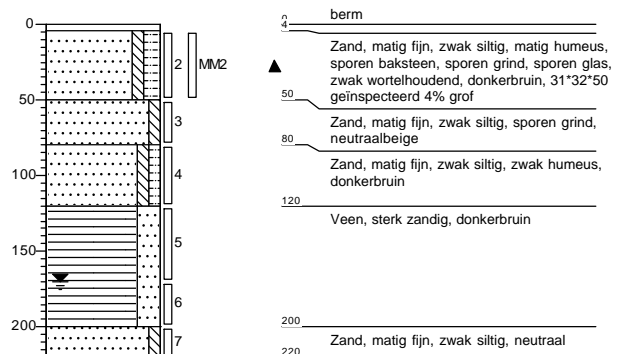 0
50
100
150
200
2
MM2
3
4
5
6
7
0
berm
4
Zand, matig fijn, zwak siltig, matig humeus,
sporen baksteen, sporen grind, sporen glas,
zwak wortelhoudend, donkerbruin, 31*32*50
geïnspecteerd 4% grof
50
Zand, matig fijn, zwak siltig, sporen grind,
neutraalbeige
80
Zand, matig fijn, zwak siltig, zwak humeus,
donkerbruin
120
Veen, sterk zandig, donkerbruin
200
Zand, matig fijn, zwak siltig, neutraal
220